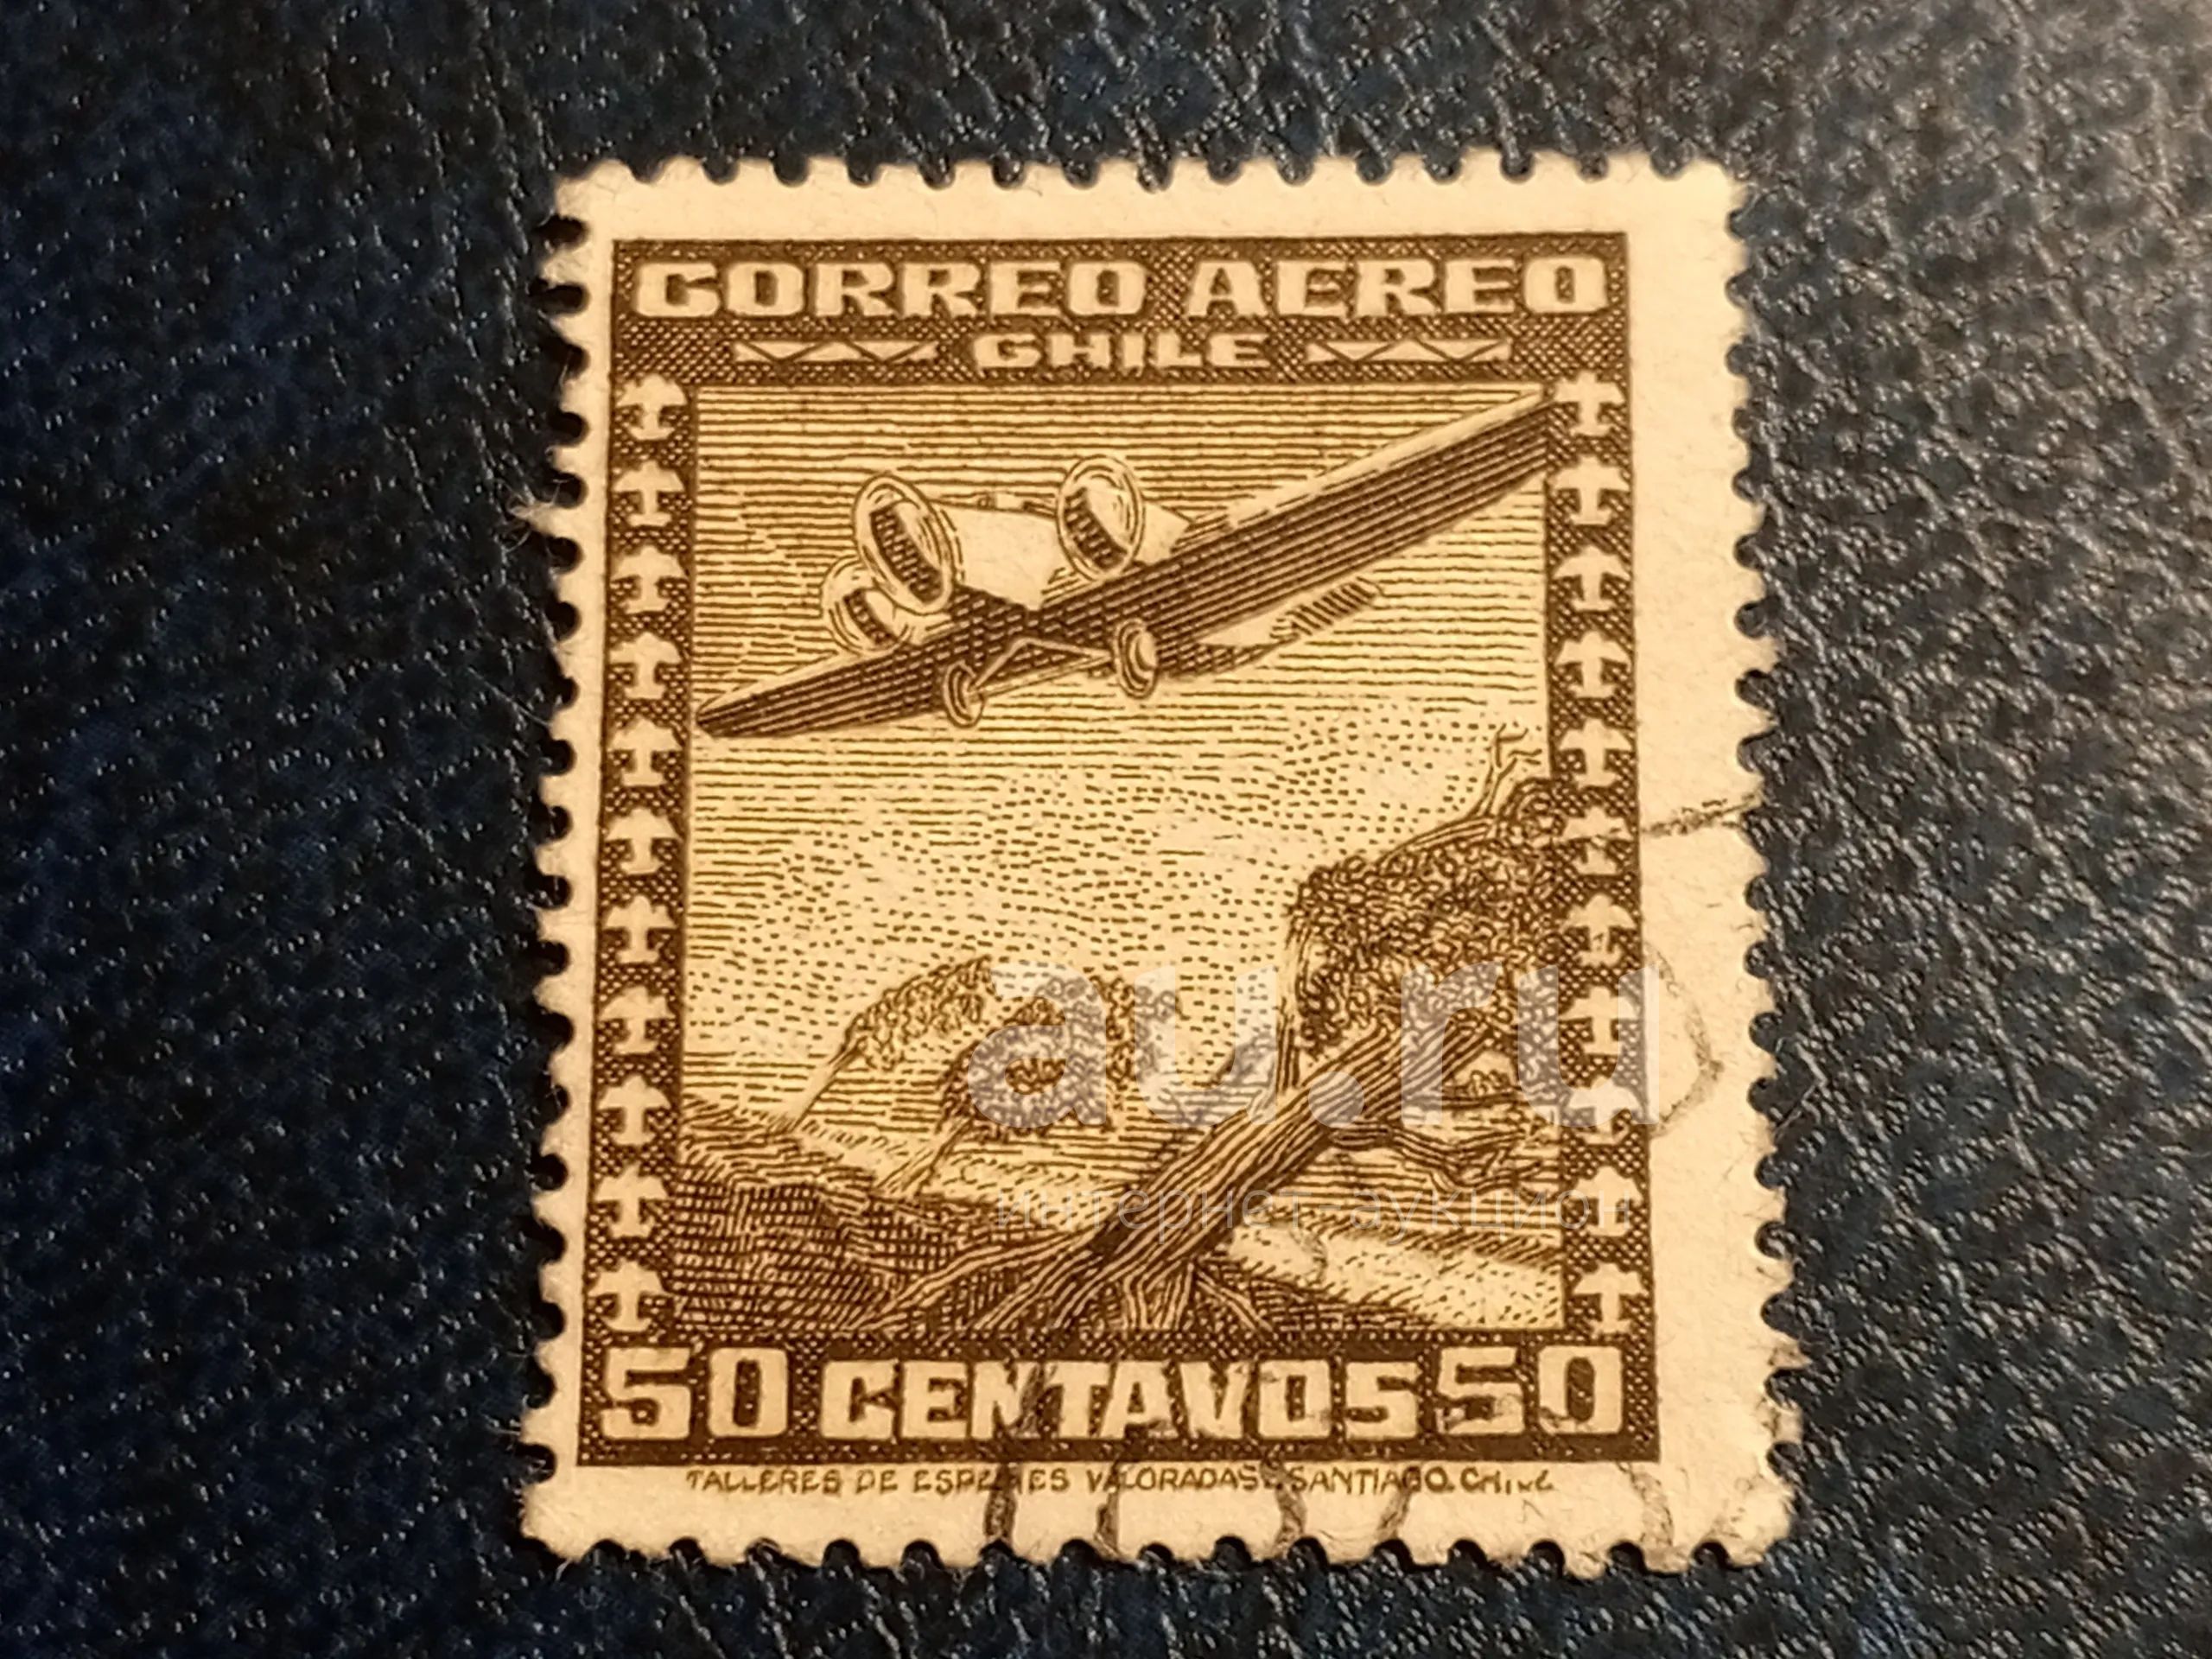 CORREO AEREO
CHILE
au.ru
интернет-аукцион
50 CENTAVOS 50
TALLERES DE ESPECIES VALORADAS. SANTIAGO. CHILE